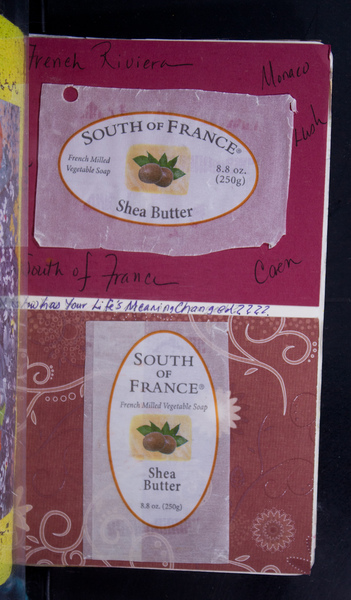 French Riviera
Monaco
Lush
SOUTH OF FRANCE®
French Milled
Vegetable Soap
8.8 oz.
(250g)
Shea Butter
South of France
Caen
has Your Life's Meaning Changed????
SOUTH
OF
FRANCE®
French Milled Vegetable Soap
Shea
Butter
8.8 oz. (250g)